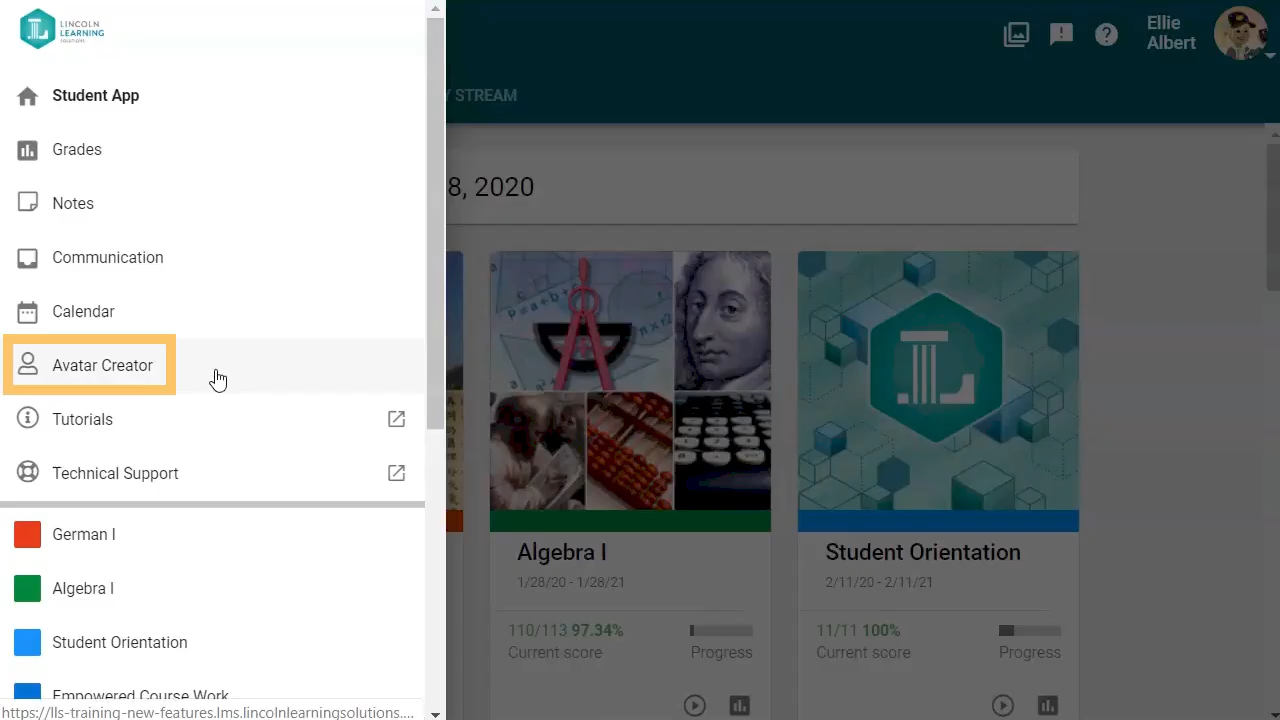 LINCOLN
LEARNING
SOLUTIONS
Student App
Grades
Notes
Communication
Calendar
Avatar Creator
Tutorials
Technical Support
German I
Algebra I
Student Orientation
Empowered Course Work
https://lls-training-new-features.lms.lincolnlearningsolutions....
Ellie
Albert
STREAM
8, 2020
Algebra I
1/28/20 - 1/28/21
110/113 97.34%
Current score
Progress
Student Orientation
2/11/20 - 2/11/21
11/11 100%
Current score
Progress